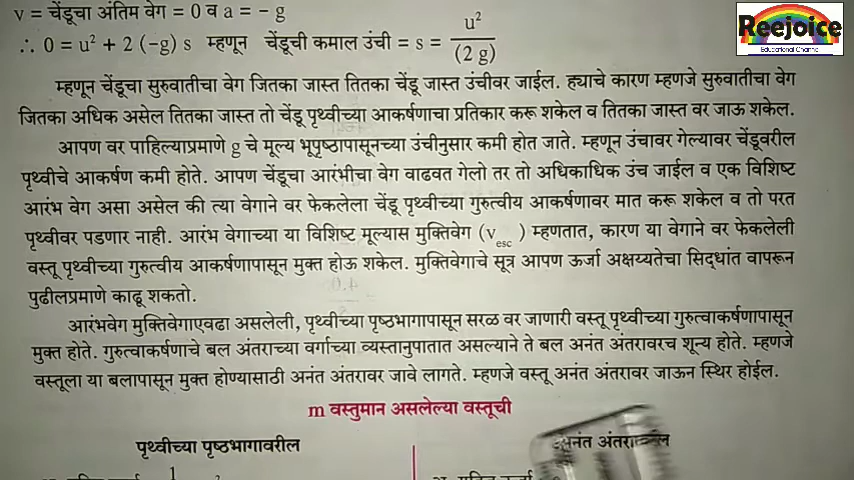 v = चेंडूचा अंतिम वेग = 0 व a = − g
∴ 0 = u² + 2 (−g) s म्हणून चेंडूची कमाल उंची = s = u² / (2 g)
म्हणून चेंडूचा सुरुवातीचा वेग जितका जास्त तितका चेंडू जास्त उंचीवर जाईल. ह्याचे कारण म्हणजे सुरुवातीचा वेग
जितका अधिक असेल तितका जास्त तो चेंडू पृथ्वीच्या आकर्षणाचा प्रतिकार करू शकेल व तितका जास्त वर जाऊ शकेल.
आपण वर पाहिल्याप्रमाणे g चे मूल्य भूपृष्ठापासूनच्या उंचीनुसार कमी होत जाते. म्हणून उंचावर गेल्यावर चेंडूवरील
पृथ्वीचे आकर्षण कमी होते. आपण चेंडूचा आरंभीचा वेग वाढवत गेलो तर तो अधिकाधिक उंच जाईल व एक विशिष्ट
आरंभ वेग असा असेल की त्या वेगाने वर फेकलेला चेंडू पृथ्वीच्या गुरुत्वीय आकर्षणावर मात करू शकेल व तो परत
पृथ्वीवर पडणार नाही. आरंभ वेगाच्या या विशिष्ट मूल्यास मुक्तिवेग (v esc ) म्हणतात, कारण या वेगाने वर फेकलेली
वस्तू पृथ्वीच्या गुरुत्वीय आकर्षणापासून मुक्त होऊ शकेल. मुक्तिवेगाचे सूत्र आपण ऊर्जा अक्षय्यतेचा सिद्धांत वापरून
पुढीलप्रमाणे काढू शकतो.
आरंभवेग मुक्तिवेगाएवढा असलेली, पृथ्वीच्या पृष्ठभागापासून सरळ वर जाणारी वस्तू पृथ्वीच्या गुरुत्वाकर्षणापासून
मुक्त होते. गुरुत्वाकर्षणाचे बल अंतराच्या वर्गाच्या व्यस्तानुपातात असल्याने ते बल अनंत अंतरावरच शून्य होते. म्हणजे
वस्तूला या बलापासून मुक्त होण्यासाठी अनंत अंतरावर जावे लागते. म्हणजे वस्तू अनंत अंतरावर जाऊन स्थिर होईल.
m वस्तुमान असलेल्या वस्तूची
पृथ्वीच्या पृष्ठभागावरील
अनंत अंतरावरील
Reejoice
Educational Channel